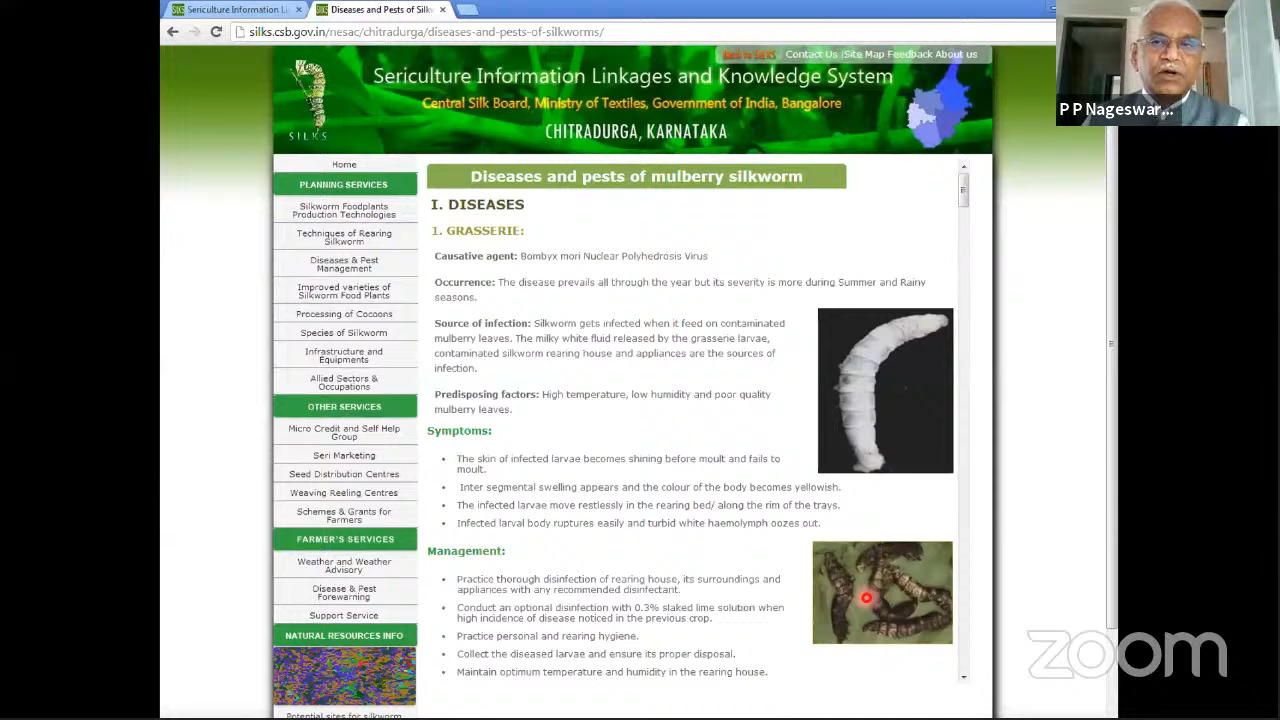 Sericulture Information L
Diseases and Pests of Silkw
silks.csb.gov.in/nesac/chitradurga/diseases-and-pests-of-silkworms/
P P Nageswar...
Back to SILKS Contact Us |Site Map Feedback About us
Sericulture Information Linkages and Knowledge System
Central Silk Board, Ministry of Textiles, Government of India, Bangalore
CHITRADURGA, KARNATAKA
SILKS
Home
PLANNING SERVICES
Silkworm Foodplants
Production Technologies
Techniques of Rearing
Silkworm
Diseases & Pest
Management
Improved varieties of
Silkworm Food Plants
Processing of Cocoons
Species of Silkworm
Infrastructure and
Equipments
Allied Sectors &
Occupations
OTHER SERVICES
Micro Credit and Self Help
Group
Seri Marketing
Seed Distribution Centres
Weaving Reeling Centres
Schemes & Grants for
Farmers
FARMER'S SERVICES
Weather and Weather
Advisory
Disease & Pest
Forewarning
Support Service
NATURAL RESOURCES INFO
Potential sites for silkworm
Diseases and pests of mulberry silkworm
I. DISEASES
1. GRASSERIE:
Causative agent: Bombyx mori Nuclear Polyhedrosis Virus
Occurrence: The disease prevails all through the year but its severity is more during Summer and Rainy
seasons.
Source of infection: Silkworm gets infected when it feed on contaminated
mulberry leaves. The milky white fluid released by the grasserie larvae,
contaminated silkworm rearing house and appliances are the sources of
infection.
Predisposing factors: High temperature, low humidity and poor quality
mulberry leaves.
Symptoms:
• The skin of infected larvae becomes shining before moult and fails to
moult.
• Inter segmental swelling appears and the colour of the body becomes yellowish.
• The infected larvae move restlessly in the rearing bed/ along the rim of the trays.
• Infected larval body ruptures easily and turbid white haemolymph oozes out.
Management:
• Practice thorough disinfection of rearing house, its surroundings and
appliances with any recommended disinfectant.
• Conduct an optional disinfection with 0.3% slaked lime solution when
high incidence of disease noticed in the previous crop.
• Practice personal and rearing hygiene.
• Collect the diseased larvae and ensure its proper disposal.
• Maintain optimum temperature and humidity in the rearing house.
zoom